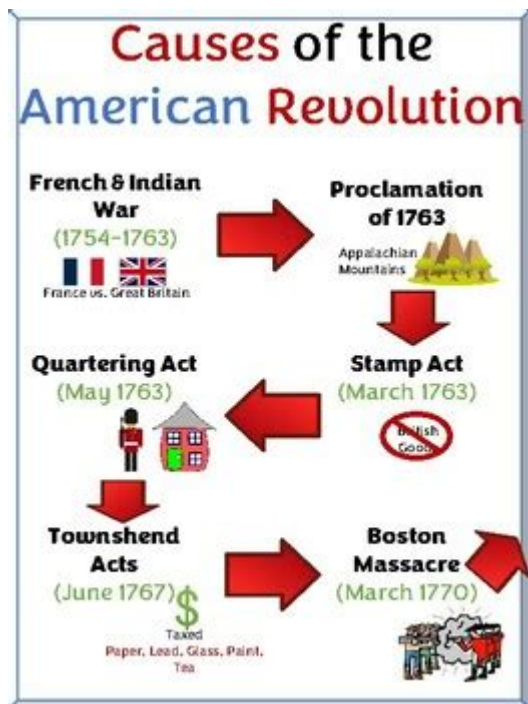 Causes of the
American Revolution
French & Indian
War
(1754-1763)
France vs. Great Britain
Proclamation
of 1763
Appalachian
Mountains
Stamp Act
(March 1763)
British
Goods
Quartering Act
(May 1763)
Townshend
Acts
(June 1767)
$
Taxed
Paper, Lead, Glass, Paint,
Tea
Boston
Massacre
(March 1770)